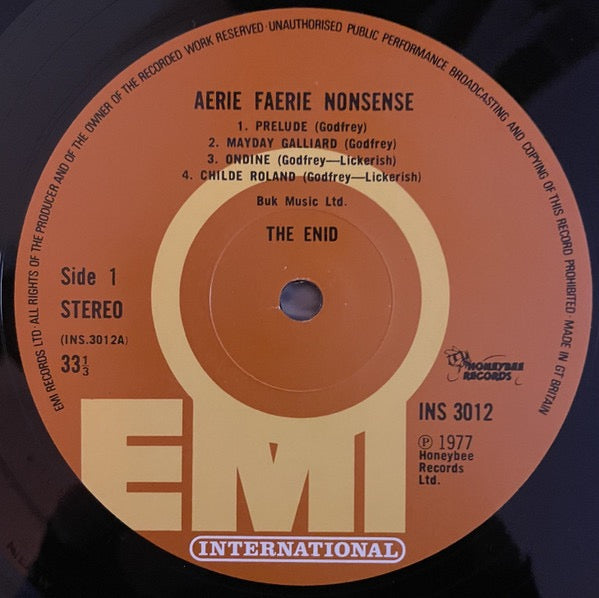 EMI RECORDS LTD · ALL RIGHTS OF THE PRODUCER AND OF THE OWNER OF THE RECORDED WORK RESERVED · UNAUTHORISED PUBLIC PERFORMANCE BROADCASTING AND COPYING OF THIS RECORD PROHIBITED · MADE IN GT BRITAIN
AERIE FAERIE NONSENSE
1. PRELUDE (Godfrey)
2. MAYDAY GALLIARD (Godfrey)
3. ONDINE (Godfrey—Lickerish)
4. CHILDE ROLAND (Godfrey—Lickerish)
Buk Music Ltd.
THE ENID
Side 1
STEREO
(INS.3012A)
33⅓
HONEYBEE
RECORDS
INS 3012
℗ 1977
Honeybee
Records
Ltd.
EMI
INTERNATIONAL